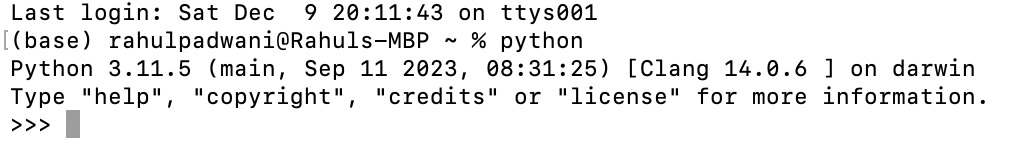 Last login: Sat Dec  9 20:11:43 on ttys001
[(base) rahulpadwani@Rahuls-MBP ~ % python
Python 3.11.5 (main, Sep 11 2023, 08:31:25) [Clang 14.0.6 ] on darwin
Type "help", "copyright", "credits" or "license" for more information.
>>>